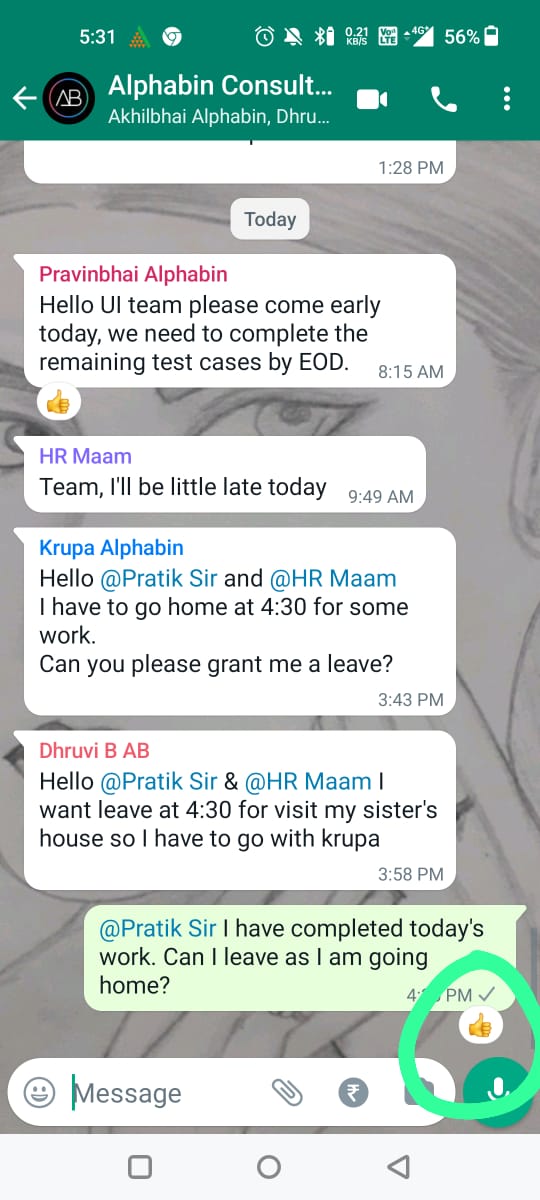 5:31
0.21
KB/S
Vo))
LTE
4G+
56%
AB
Alphabin Consult...
Akhilbhai Alphabin, Dhru...
1:28 PM
Today
Pravinbhai Alphabin
Hello UI team please come early
today, we need to complete the
remaining test cases by EOD.
8:15 AM
HR Maam
Team, I'll be little late today
9:49 AM
Krupa Alphabin
Hello @Pratik Sir and @HR Maam
I have to go home at 4:30 for some
work.
Can you please grant me a leave?
3:43 PM
Dhruvi B AB
Hello @Pratik Sir & @HR Maam I
want leave at 4:30 for visit my sister's
house so I have to go with krupa
3:58 PM
@Pratik Sir I have completed today's
work. Can I leave as I am going
home?
PM
Message
₹